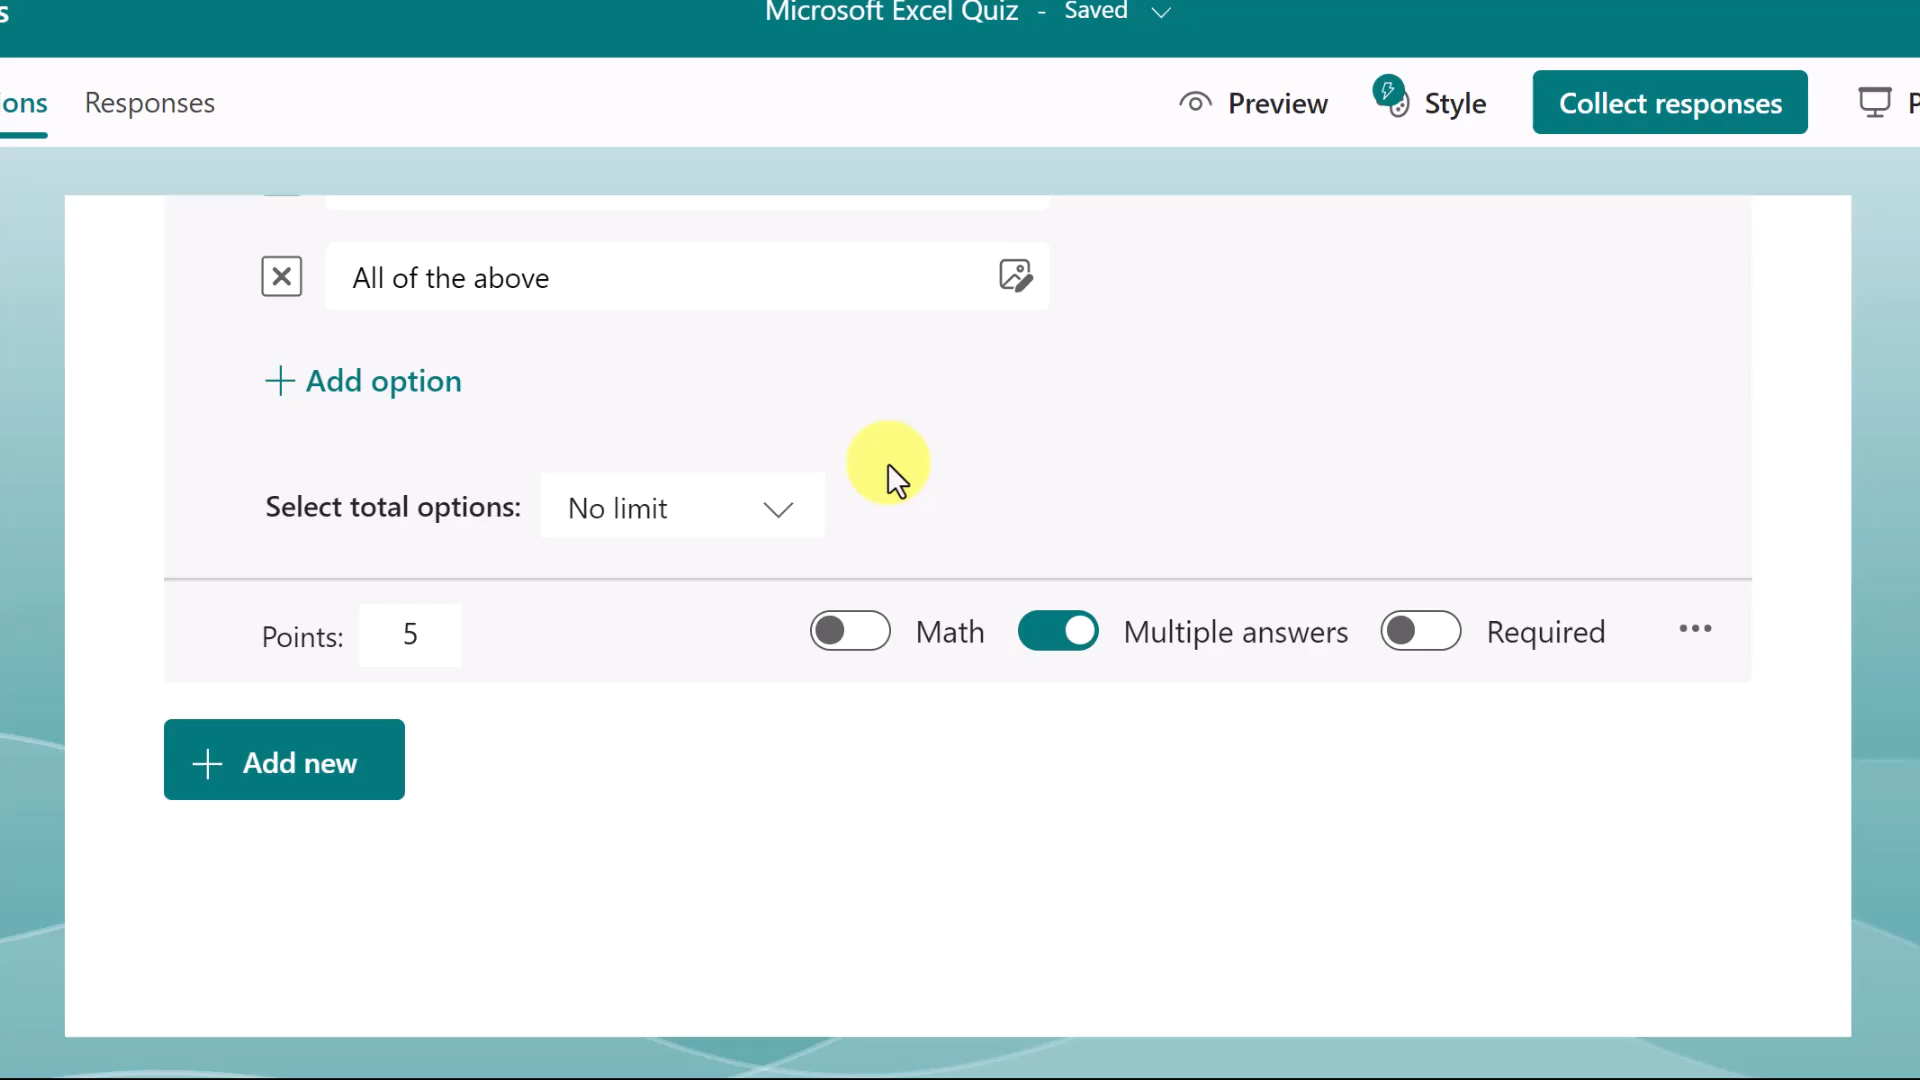 Microsoft Excel Quiz - Saved
Responses
Preview
Style
Collect responses
All of the above
Add option
Select total options: No limit
Points: 5
Math
Multiple answers
Required
Add new